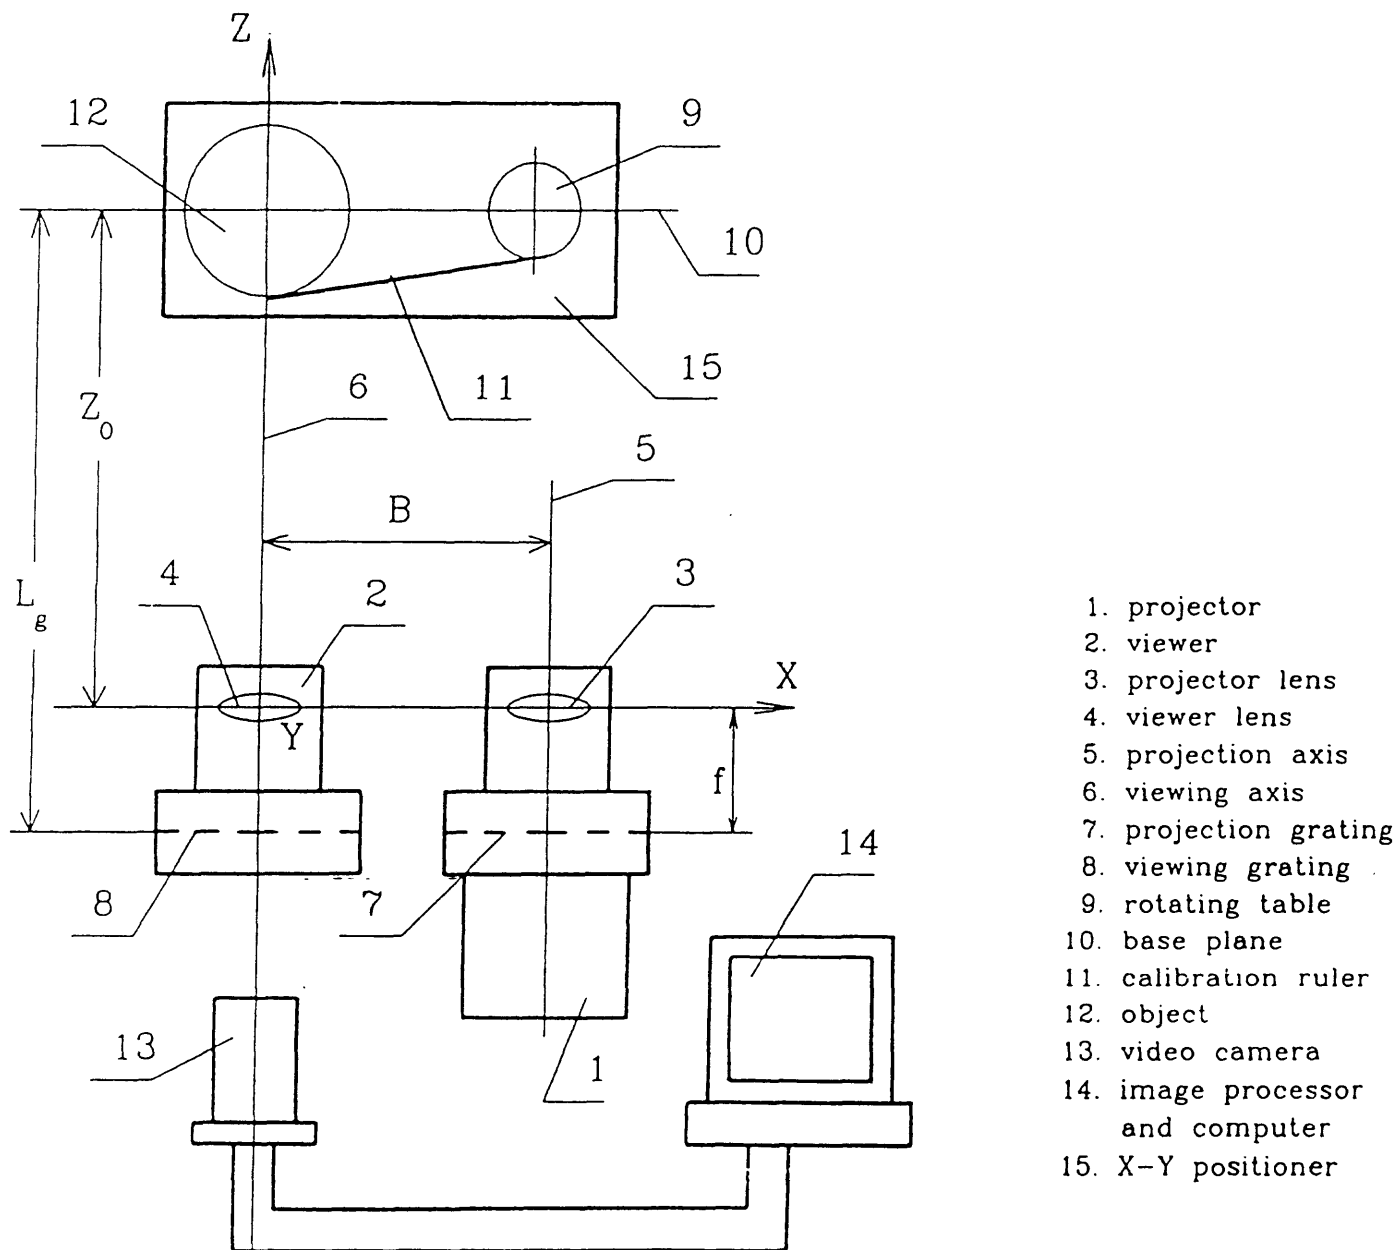 Z
12
9
10
15
11
6
Z0
5
B
Lg
4
2
3
X
Y
f
14
8
7
13
1
1. projector
2. viewer
3. projector lens
4. viewer lens
5. projection axis
6. viewing axis
7. projection grating
8. viewing grating
9. rotating table
10. base plane
11. calibration ruler
12. object
13. video camera
14. image processor
and computer
15. X-Y positioner